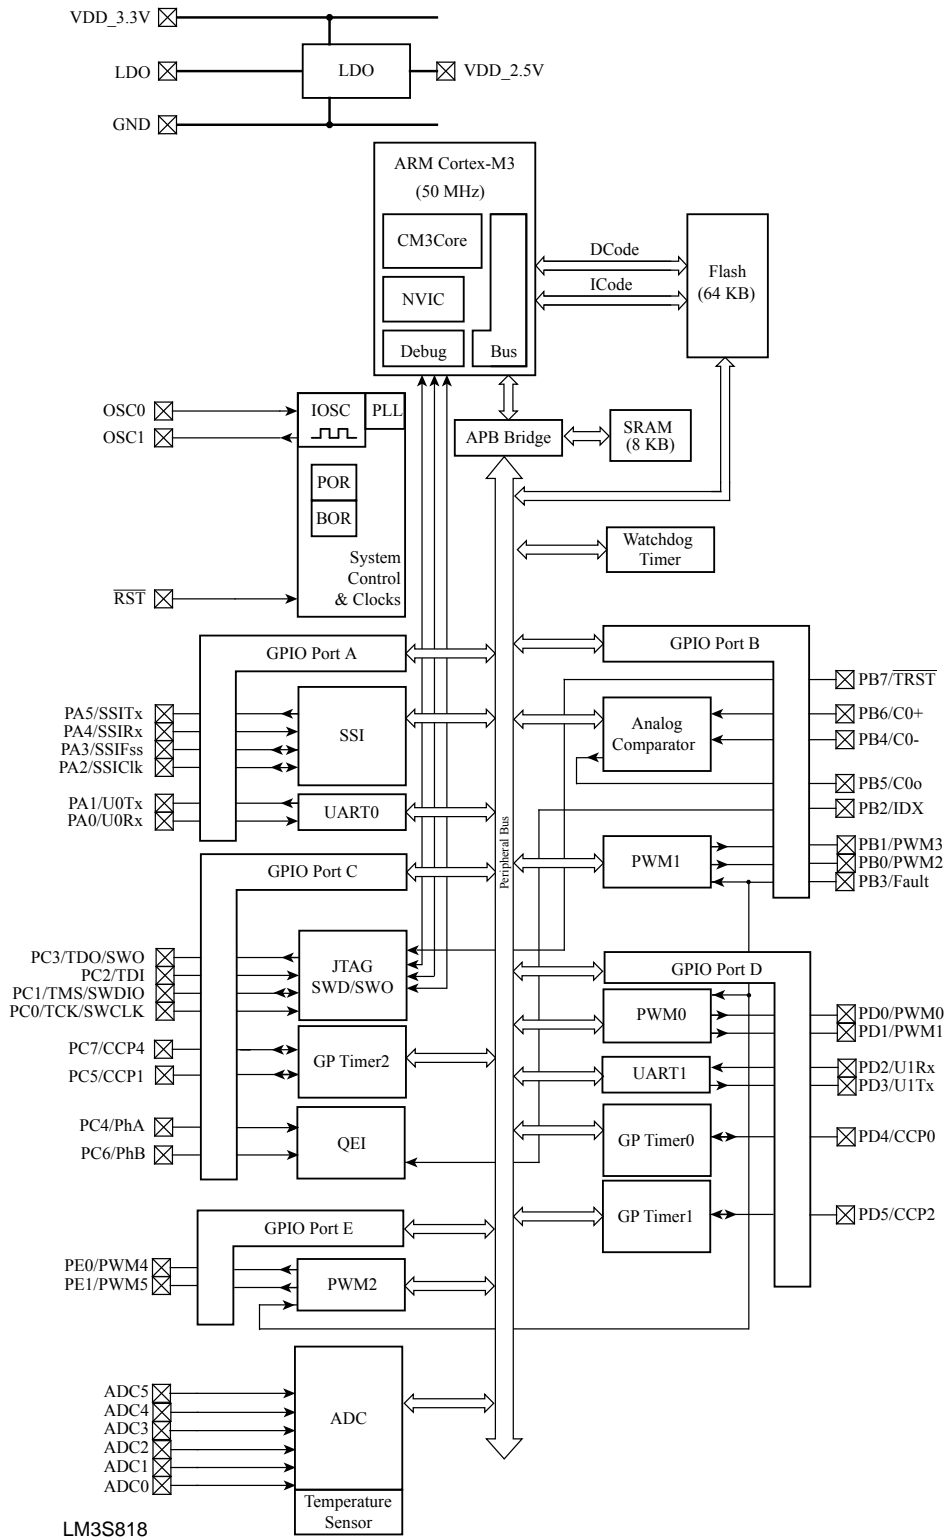 VDD_3.3V
LDO
LDO
VDD_2.5V
GND
ARM Cortex-M3
(50 MHz)
CM3Core
NVIC
Debug
Bus
DCode
ICode
Flash
(64 KB)
OSC0
OSC1
IOSC
PLL
POR
BOR
System
Control
& Clocks
RST
APB Bridge
SRAM
(8 KB)
Watchdog
Timer
Peripheral Bus
GPIO Port A
PA5/SSITx
PA4/SSIRx
PA3/SSIFss
PA2/SSIClk
SSI
PA1/U0Tx
PA0/U0Rx
UART0
GPIO Port B
PB7/TRST
PB6/C0+
PB4/C0-
Analog
Comparator
PB5/C0o
PB2/IDX
PWM1
PB1/PWM3
PB0/PWM2
PB3/Fault
GPIO Port C
PC3/TDO/SWO
PC2/TDI
PC1/TMS/SWDIO
PC0/TCK/SWCLK
JTAG
SWD/SWO
PC7/CCP4
PC5/CCP1
GP Timer2
PC4/PhA
PC6/PhB
QEI
GPIO Port D
PWM0
PD0/PWM0
PD1/PWM1
UART1
PD2/U1Rx
PD3/U1Tx
GP Timer0
PD4/CCP0
GP Timer1
PD5/CCP2
GPIO Port E
PE0/PWM4
PE1/PWM5
PWM2
ADC5
ADC4
ADC3
ADC2
ADC1
ADC0
ADC
Temperature
Sensor
LM3S818